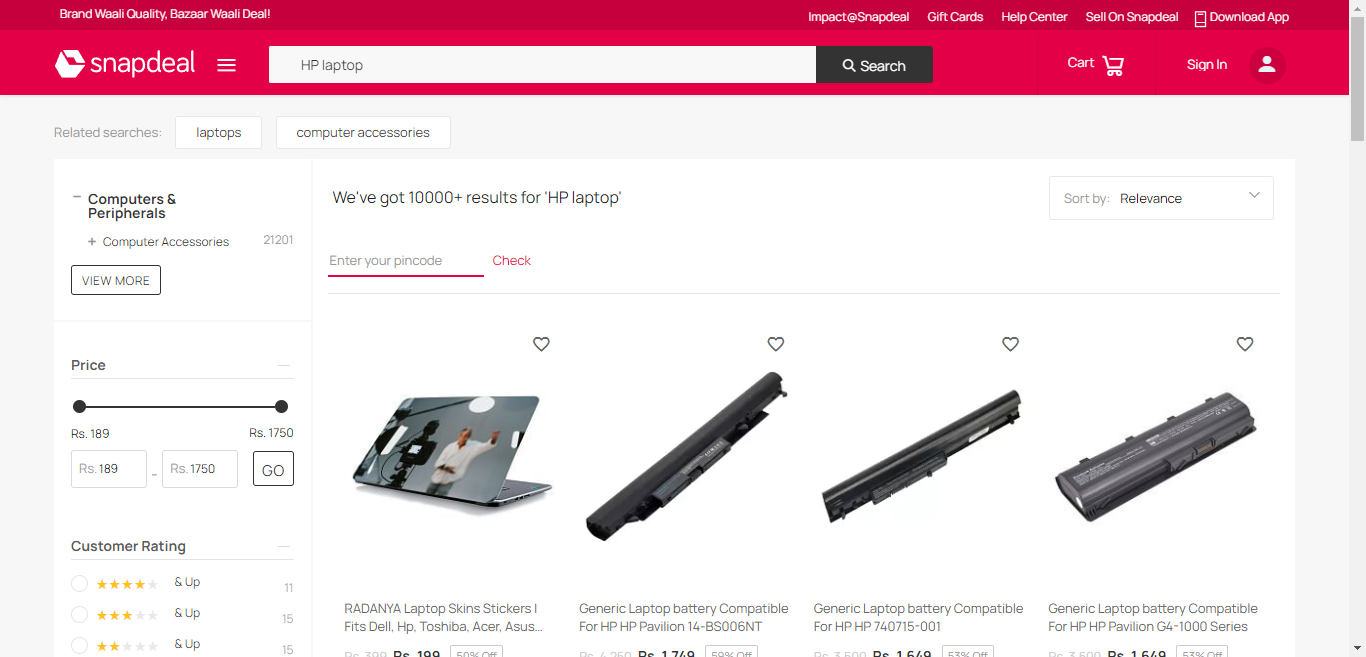 Brand Waali Quality, Bazaar Waali Deal!
Impact@Snapdeal Gift Cards Help Center Sell On Snapdeal Download App
snapdeal
HP laptop
Search
Cart
Sign In
Related searches:
laptops
computer accessories
Computers &
Peripherals
+ Computer Accessories 21201
VIEW MORE
Price
Rs. 189 Rs. 1750
Rs. 189 - Rs. 1750 GO
Customer Rating
& Up 11
& Up 15
& Up 15
We've got 10000+ results for 'HP laptop'
Sort by: Relevance
Enter your pincode Check
RADANYA Laptop Skins Stickers |
Fits Dell, Hp, Toshiba, Acer, Asus...
Rs. 399 Rs. 199 50% Off
Generic Laptop battery Compatible
For HP HP Pavilion 14-BS006NT
Rs. 4,250 Rs. 1,749 59% Off
Generic Laptop battery Compatible
For HP HP 740715-001
Rs. 3,500 Rs. 1,649 53% Off
Generic Laptop battery Compatible
For HP HP Pavilion G4-1000 Series
Rs. 3,500 Rs. 1,649 53% Off